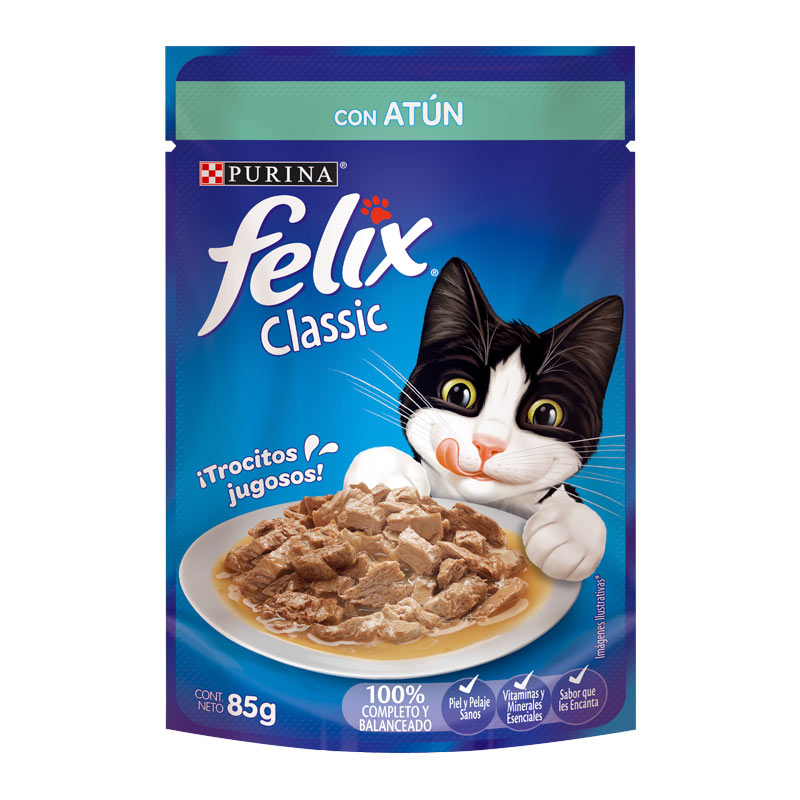 CON ATÚN
PURINA®
felix®
Classic
¡Trocitos
jugosos!
Imágenes Ilustrativas*
CONT.
NETO 85g
100%
COMPLETO Y
BALANCEADO
Piel y Pelaje
Sanos
Vitaminas y
Minerales
Esenciales
Sabor que
les Encanta